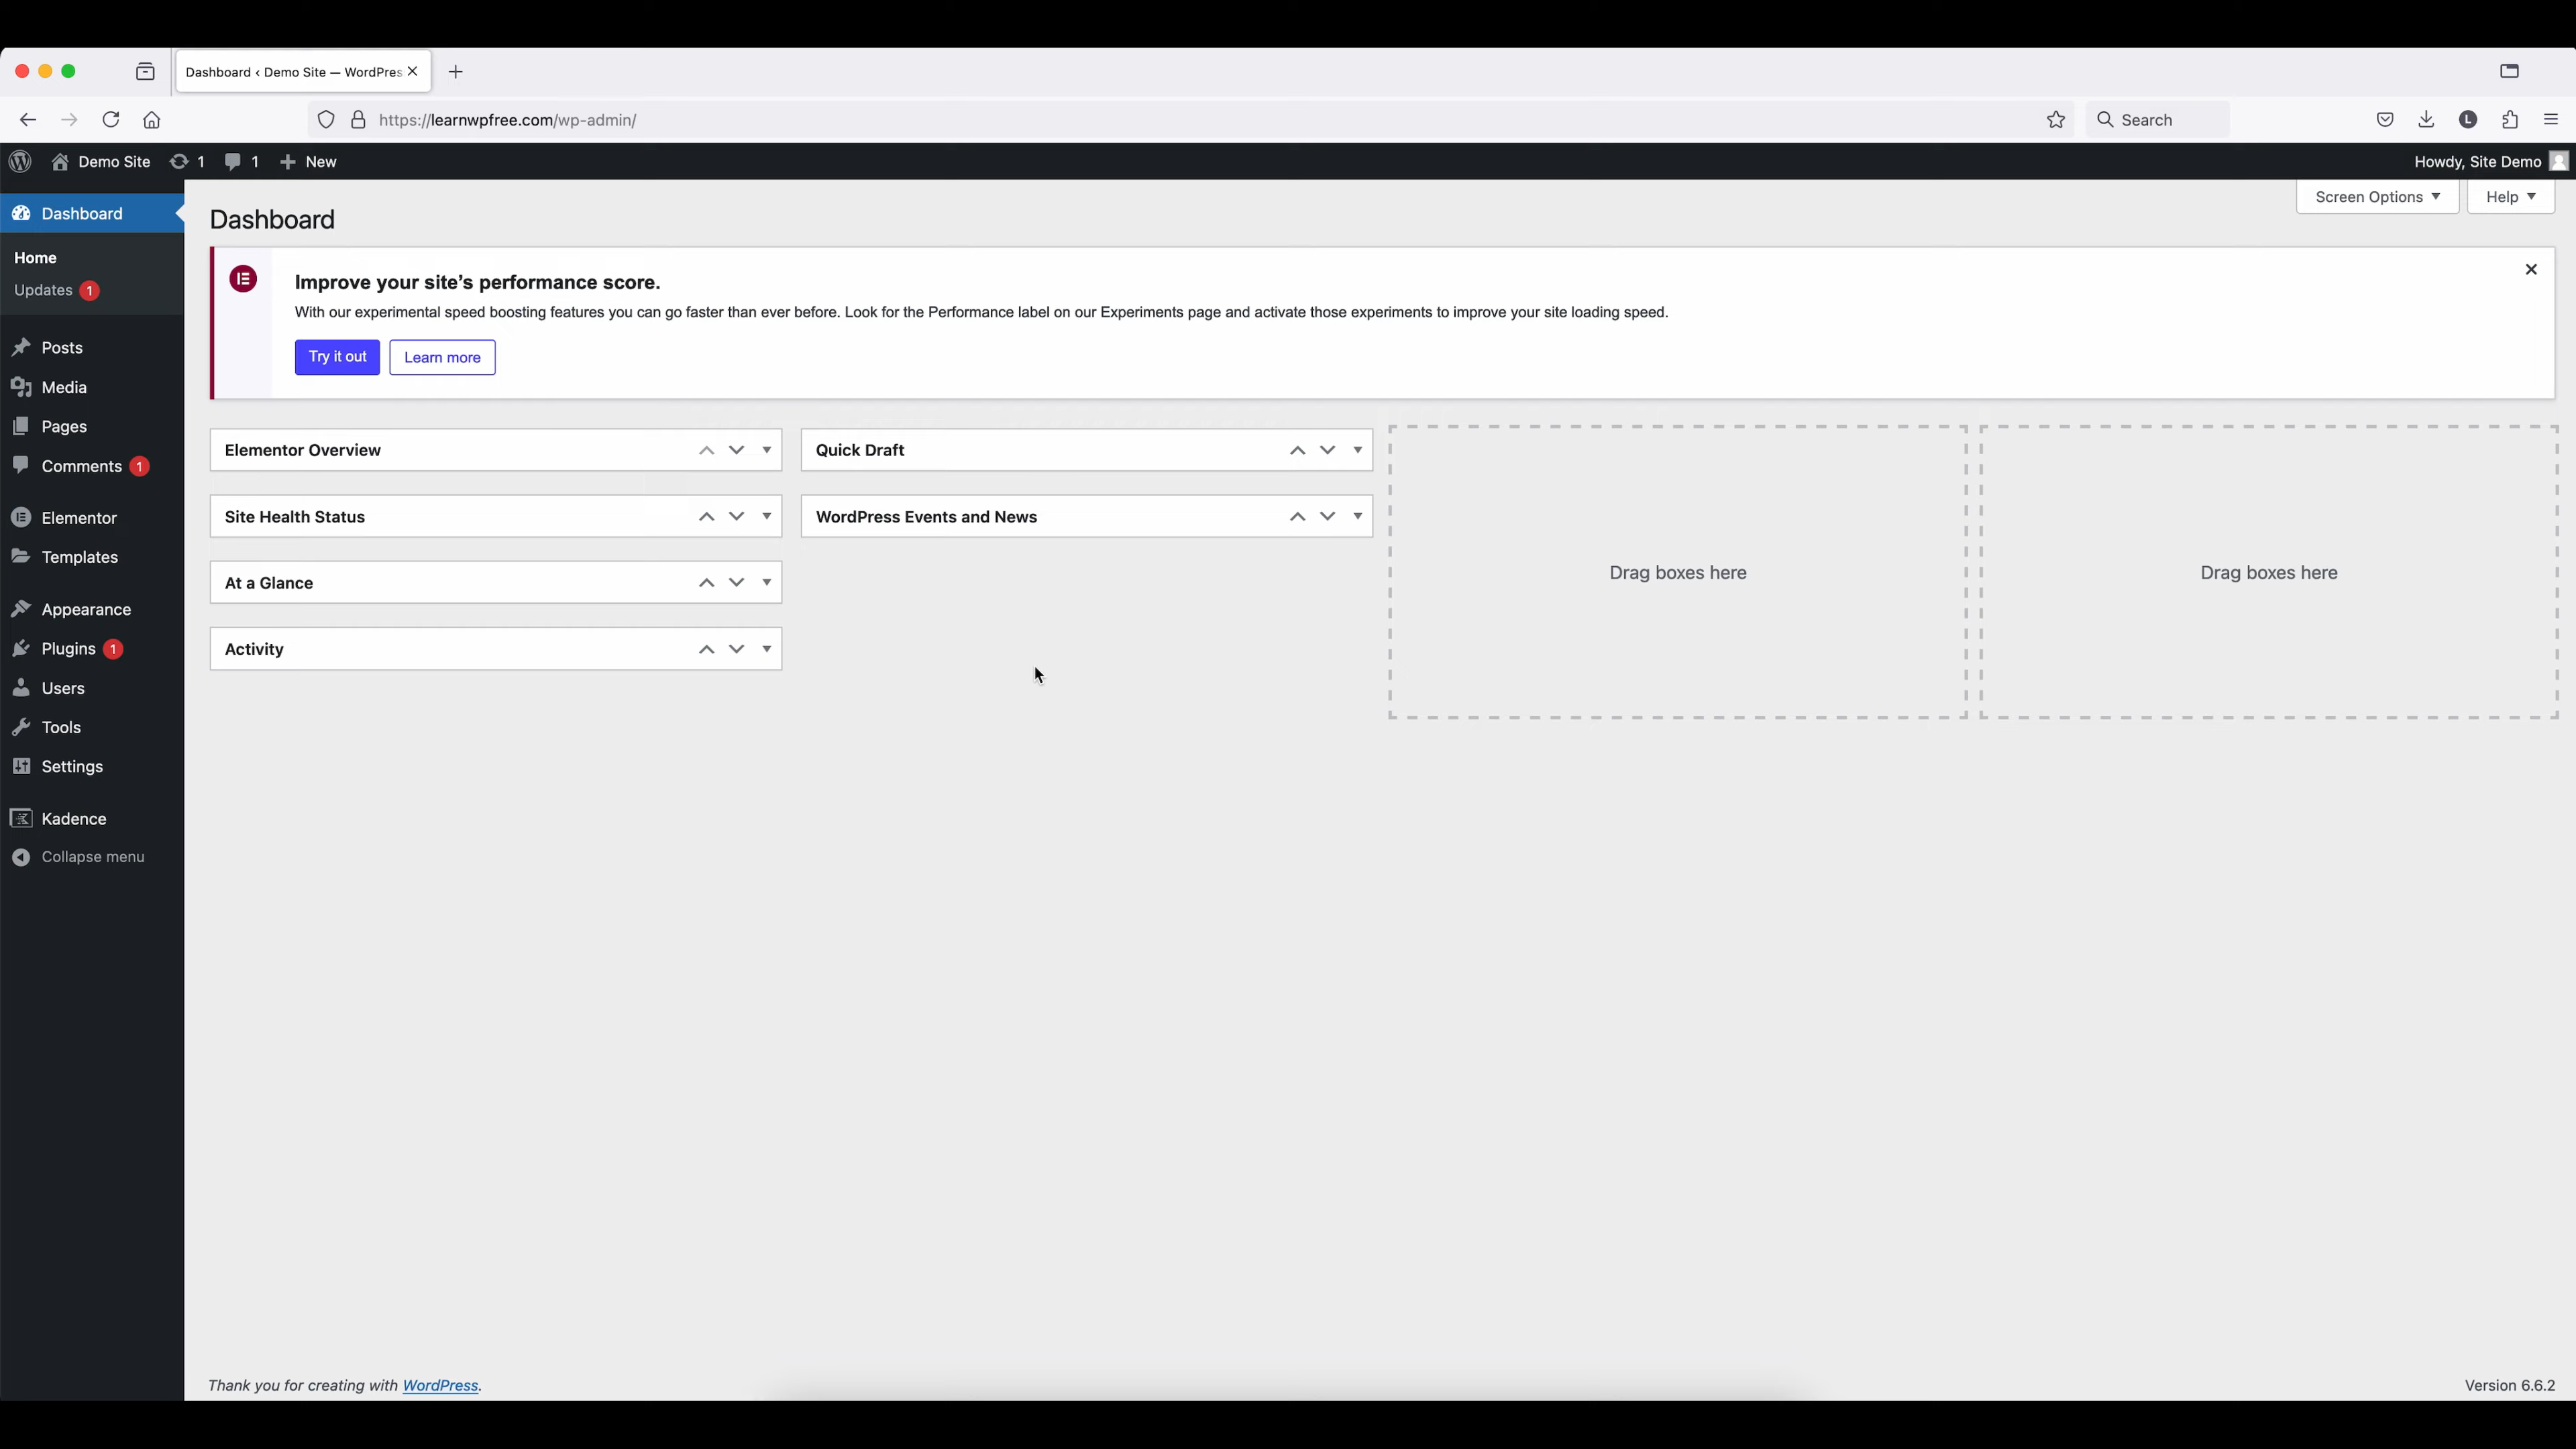 Dashboard ‹ Demo Site — WordPres
https://learnwpfree.com/wp-admin/
Search
L
Demo Site 1 1 New
Howdy, Site Demo
Dashboard
Home
Updates 1
Posts
Media
Pages
Comments 1
Elementor
Templates
Appearance
Plugins 1
Users
Tools
Settings
Kadence
Collapse menu
Screen Options
Help
Dashboard
Improve your site's performance score.
With our experimental speed boosting features you can go faster than ever before. Look for the Performance label on our Experiments page and activate those experiments to improve your site loading speed.
Try it out
Learn more
Elementor Overview
Site Health Status
At a Glance
Activity
Quick Draft
WordPress Events and News
Drag boxes here
Drag boxes here
Thank you for creating with WordPress.
Version 6.6.2